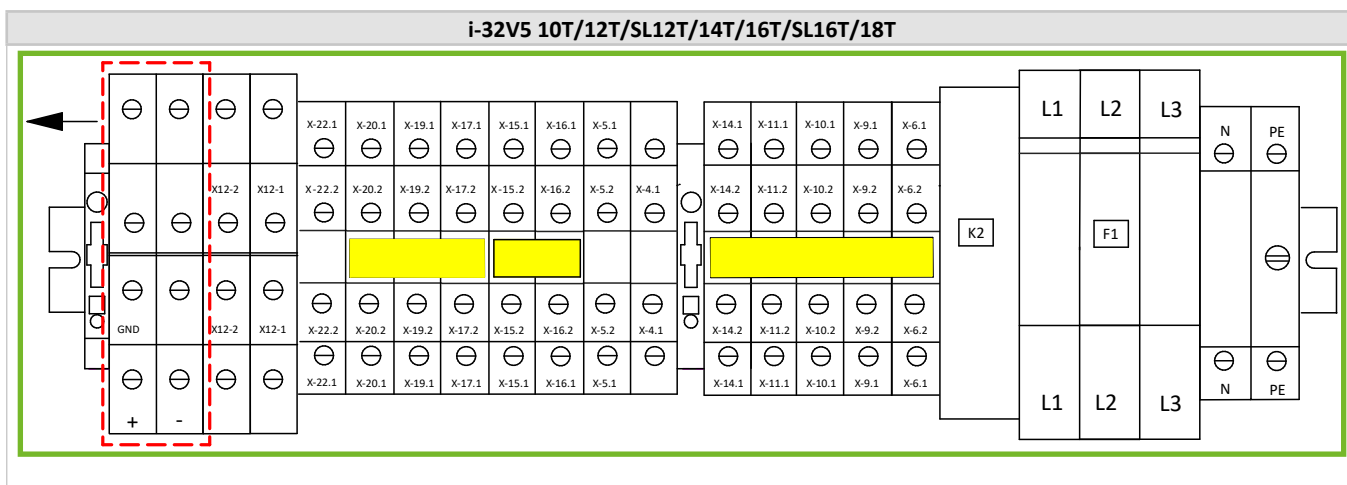 i-32V5 10T/12T/SL12T/14T/16T/SL16T/18T
L1 L2 L3
X-22.1 X-20.1 X-19.1 X-17.1 X-15.1 X-16.1 X-5.1 X-14.1 X-11.1 X-10.1 X-9.1 X-6.1 N PE
X12-2 X12-1 X-22.2 X-20.2 X-19.2 X-17.2 X-15.2 X-16.2 X-5.2 X-4.1 X-14.2 X-11.2 X-10.2 X-9.2 X-6.2
K2 F1
GND X12-2 X12-1 X-22.2 X-20.2 X-19.2 X-17.2 X-15.2 X-16.2 X-5.2 X-4.1 X-14.2 X-11.2 X-10.2 X-9.2 X-6.2
X-22.1 X-20.1 X-19.1 X-17.1 X-15.1 X-16.1 X-5.1 X-14.1 X-11.1 X-10.1 X-9.1 X-6.1 N PE
L1 L2 L3
+ -